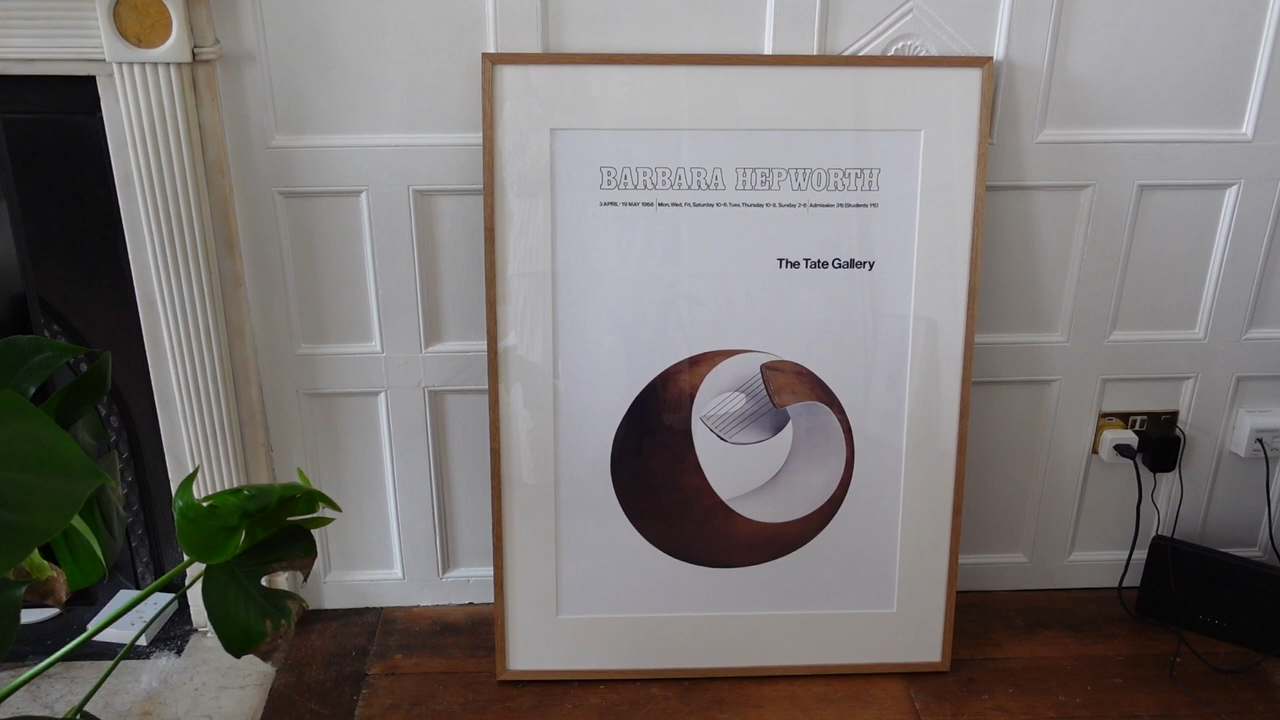 BARBARA HEPWORTH
3 APRIL-19 MAY 1968 Mon, Wed, Fri, Saturday 10-6. Tues, Thursday 10-8, Sunday 2-6 Admission 3/6 (Students 1/6)
The Tate Gallery